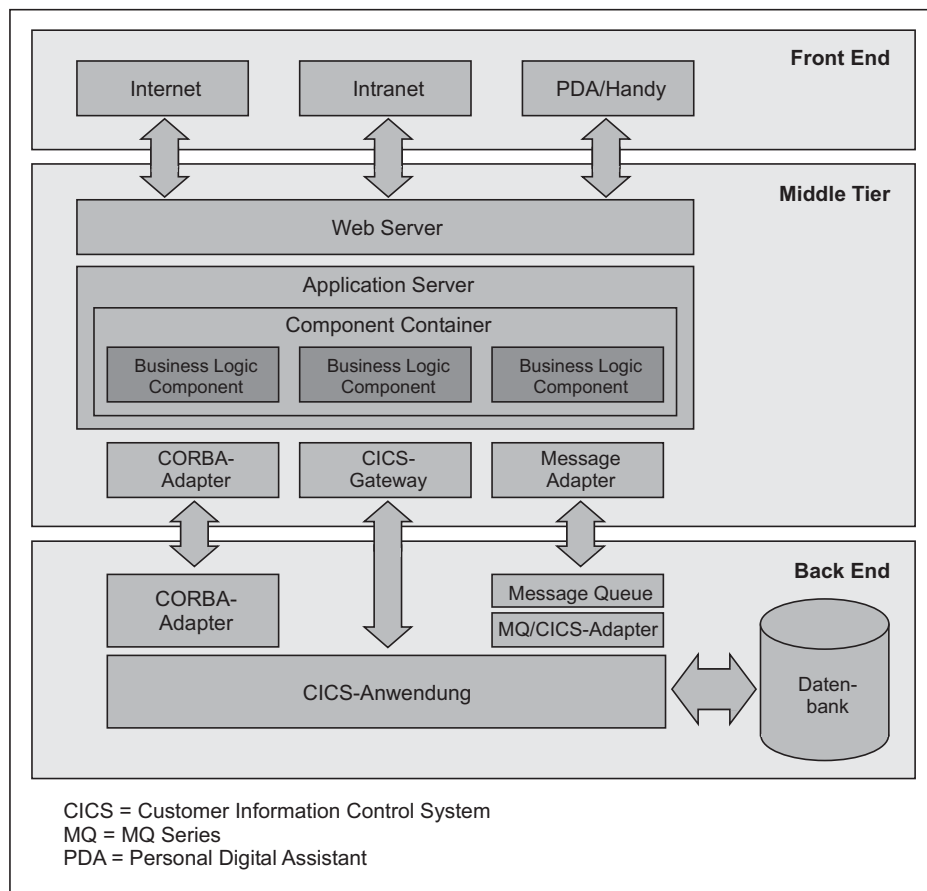 Front End
Internet
Intranet
PDA/Handy
Middle Tier
Web Server
Application Server
Component Container
Business Logic
Component
Business Logic
Component
Business Logic
Component
CORBA-
Adapter
CICS-
Gateway
Message
Adapter
Back End
CORBA-
Adapter
Message Queue
MQ/CICS-Adapter
CICS-Anwendung
Daten-
bank
CICS = Customer Information Control System
MQ = MQ Series
PDA = Personal Digital Assistant